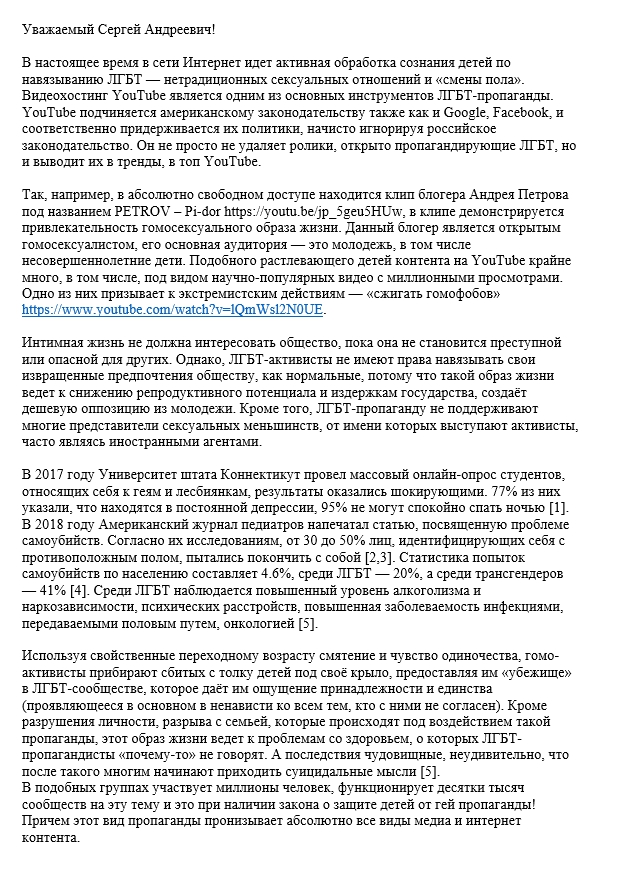 Уважаемый Сергей Андреевич!
В настоящее время в сети Интернет идет активная обработка сознания детей по
навязыванию ЛГБТ — нетрадиционных сексуальных отношений и «смены пола».
Видеохостинг YouTube является одним из основных инструментов ЛГБТ-пропаганды.
YouTube подчиняется американскому законодательству также как и Google, Facebook, и
соответственно придерживается их политики, начисто игнорируя российское
законодательство. Он не просто не удаляет ролики, открыто пропагандирующие ЛГБТ, но
и выводит их в тренды, в топ YouTube.
Так, например, в абсолютно свободном доступе находится клип блогера Андрея Петрова
под названием PETROV – Pi-dor https://youtu.be/jp_5geu5HUw, в клипе демонстрируется
привлекательность гомосексуального образа жизни. Данный блогер является открытым
гомосексуалистом, его основная аудитория — это молодежь, в том числе
несовершеннолетние дети. Подобного растлевающего детей контента на YouTube крайне
много, в том числе, под видом научно-популярных видео с миллионными просмотрами.
Одно из них призывает к экстремистским действиям — «сжигать гомофобов»
https://www.youtube.com/watch?v=lQmWsl2N0UE.
Интимная жизнь не должна интересовать общество, пока она не становится преступной
или опасной для других. Однако, ЛГБТ-активисты не имеют права навязывать свои
извращенные предпочтения обществу, как нормальные, потому что такой образ жизни
ведет к снижению репродуктивного потенциала и издержкам государства, создаёт
дешевую оппозицию из молодежи. Кроме того, ЛГБТ-пропаганду не поддерживают
многие представители сексуальных меньшинств, от имени которых выступают активисты,
часто являясь иностранными агентами.
В 2017 году Университет штата Коннектикут провел массовый онлайн-опрос студентов,
относящих себя к геям и лесбиянкам, результаты оказались шокирующими. 77% из них
указали, что находятся в постоянной депрессии, 95% не могут спокойно спать ночью [1].
В 2018 году Американский журнал педиатров напечатал статью, посвященную проблеме
самоубийств. Согласно их исследованиям, от 30 до 50% лиц, идентифицирующих себя с
противоположным полом, пытались покончить с собой [2,3]. Статистика попыток
самоубийств по населению составляет 4.6%, среди ЛГБТ — 20%, а среди трансгендеров
— 41% [4]. Среди ЛГБТ наблюдается повышенный уровень алкоголизма и
наркозависимости, психических расстройств, повышенная заболеваемость инфекциями,
передаваемыми половым путем, онкологией [5].
Используя свойственные переходному возрасту смятение и чувство одиночества, гомо-
активисты прибирают сбитых с толку детей под своё крыло, предоставляя им «убежище»
в ЛГБТ-сообществе, которое даёт им ощущение принадлежности и единства
(проявляющееся в основном в ненависти ко всем тем, кто с ними не согласен). Кроме
разрушения личности, разрыва с семьей, которые происходят под воздействием такой
пропаганды, этот образ жизни ведет к проблемам со здоровьем, о которых ЛГБТ-
пропагандисты «почему-то» не говорят. А последствия чудовищные, неудивительно, что
после такого многим начинают приходить суицидальные мысли [5].
В подобных группах участвует миллионы человек, функционирует десятки тысяч
сообществ на эту тему и это при наличии закона о защите детей от гей пропаганды!
Причем этот вид пропаганды пронизывает абсолютно все виды медиа и интернет
контента.